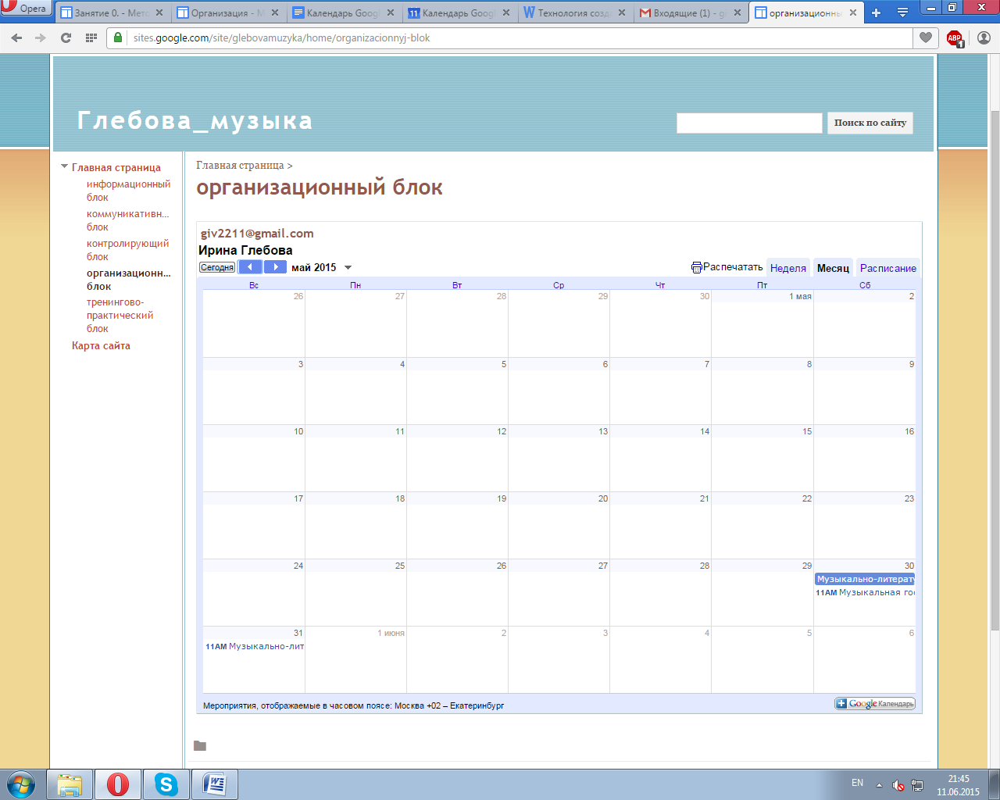 Opera
Занятие 0. - Мето
Организация - М
Календарь Googl
11 Календарь Googl
Технология созд
Входящие (1) - gi
организационны
sites.google.com/site/glebovamuzyka/home/organizacionnyj-blok
ABP 1
Глебова_музыка
Поиск по сайту
Главная страница
информационный
блок
коммуникативн...
блок
контролирующий
блок
организационн...
блок
тренингово-
практический
блок
Карта сайта
Главная страница >
организационный блок
giv2211@gmail.com
Ирина Глебова
Сегодня май 2015 Распечатать Неделя Месяц Расписание
Вс Пн Вт Ср Чт Пт Сб
26 27 28 29 30 1 мая 2
3 4 5 6 7 8 9
10 11 12 13 14 15 16
17 18 19 20 21 22 23
24 25 26 27 28 29 30
Музыкально-литерату
11AM Музыкальная гос
31 1 июня 2 3 4 5 6
11AM Музыкально-лит
Мероприятия, отображаемые в часовом поясе: Москва +02 – Екатеринбург
Google Календарь
EN
21:45
11.06.2015